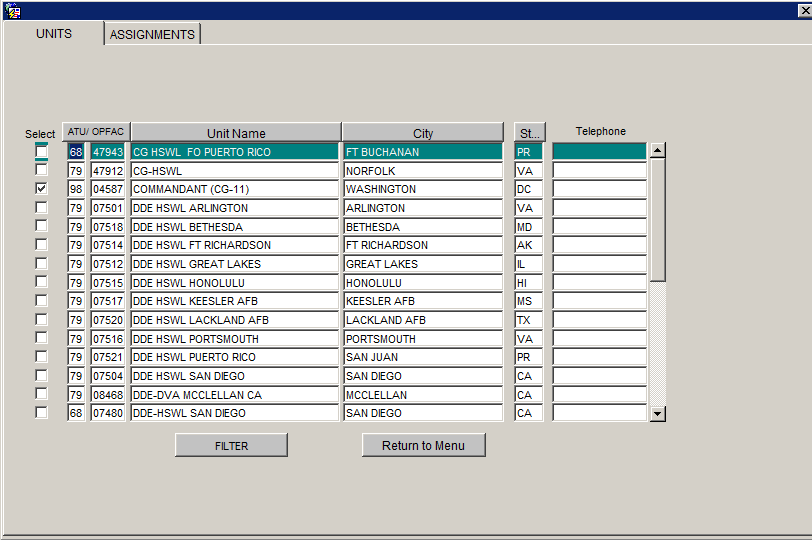 UNITS ASSIGNMENTS
Select ATU/ OPFAC Unit Name City St... Telephone
68 47943 CG HSWL  FO PUERTO RICO FT BUCHANAN PR
79 47912 CG-HSWL NORFOLK VA
98 04587 COMMANDANT (CG-11) WASHINGTON DC
79 07501 DDE HSWL ARLINGTON ARLINGTON VA
79 07518 DDE HSWL BETHESDA BETHESDA MD
79 07514 DDE HSWL FT RICHARDSON FT RICHARDSON AK
79 07512 DDE HSWL GREAT LAKES GREAT LAKES IL
79 07515 DDE HSWL HONOLULU HONOLULU HI
79 07517 DDE HSWL KEESLER AFB KEESLER AFB MS
79 07520 DDE HSWL LACKLAND AFB LACKLAND AFB TX
79 07516 DDE HSWL PORTSMOUTH PORTSMOUTH VA
79 07521 DDE HSWL PUERTO RICO SAN JUAN PR
79 07504 DDE HSWL SAN DIEGO SAN DIEGO CA
79 08468 DDE-DVA MCCLELLAN CA MCCLELLAN CA
68 07480 DDE-HSWL SAN DIEGO SAN DIEGO CA
FILTER Return to Menu